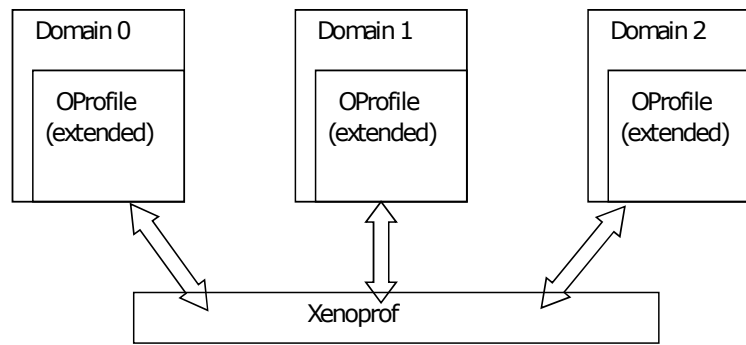 Domain 0
Domain 1
Domain 2
OProfile
(extended)
OProfile
(extended)
OProfile
(extended)
Xenoprof